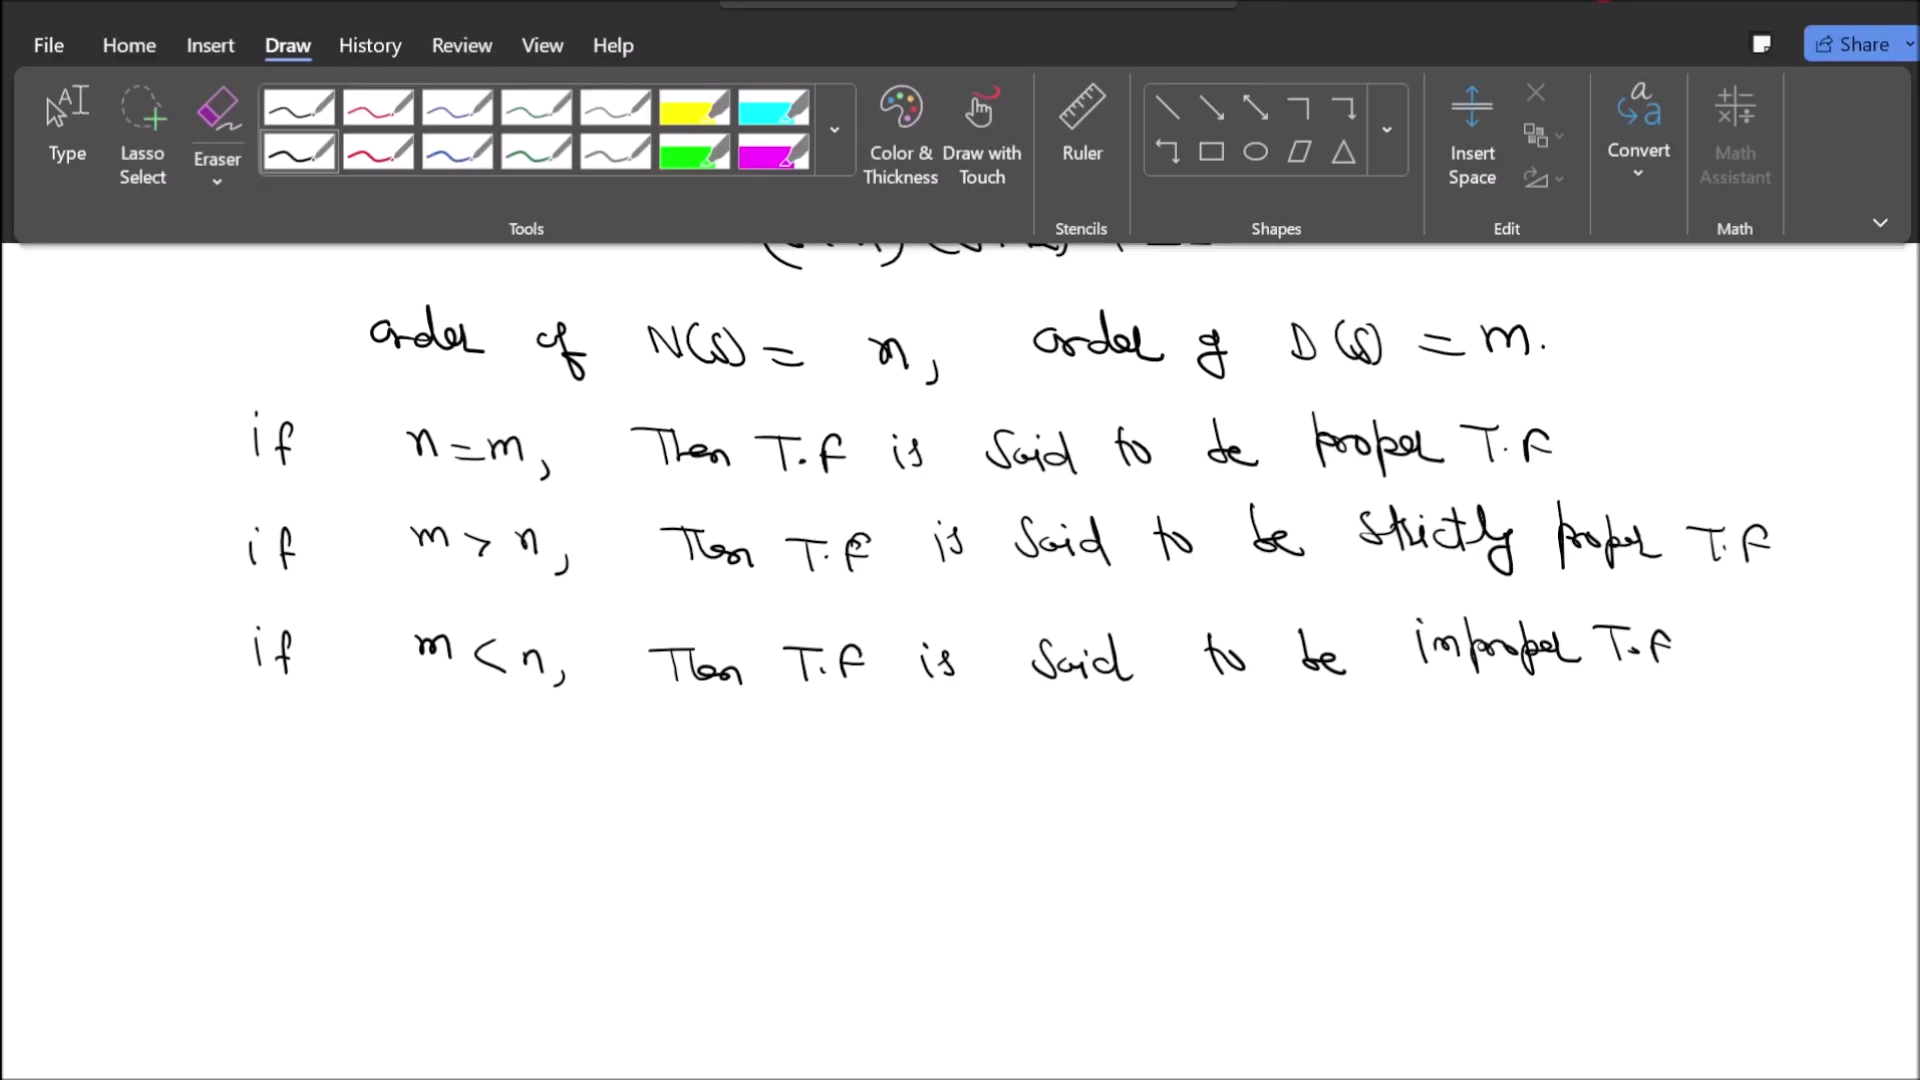 File Home Insert Draw History Review View Help Share
Type Lasso Select Eraser Color & Thickness Draw with Touch Ruler Insert Space Convert Math Assistant
Tools Stencils Shapes Edit Math
order of N(s) = n, order of D(s) = m.
if n=m, Then T.F is said to be proper T.F
if m > n, Then T.F is said to be strictly proper T.F
if m < n, Then T.F is said to be improper T.F